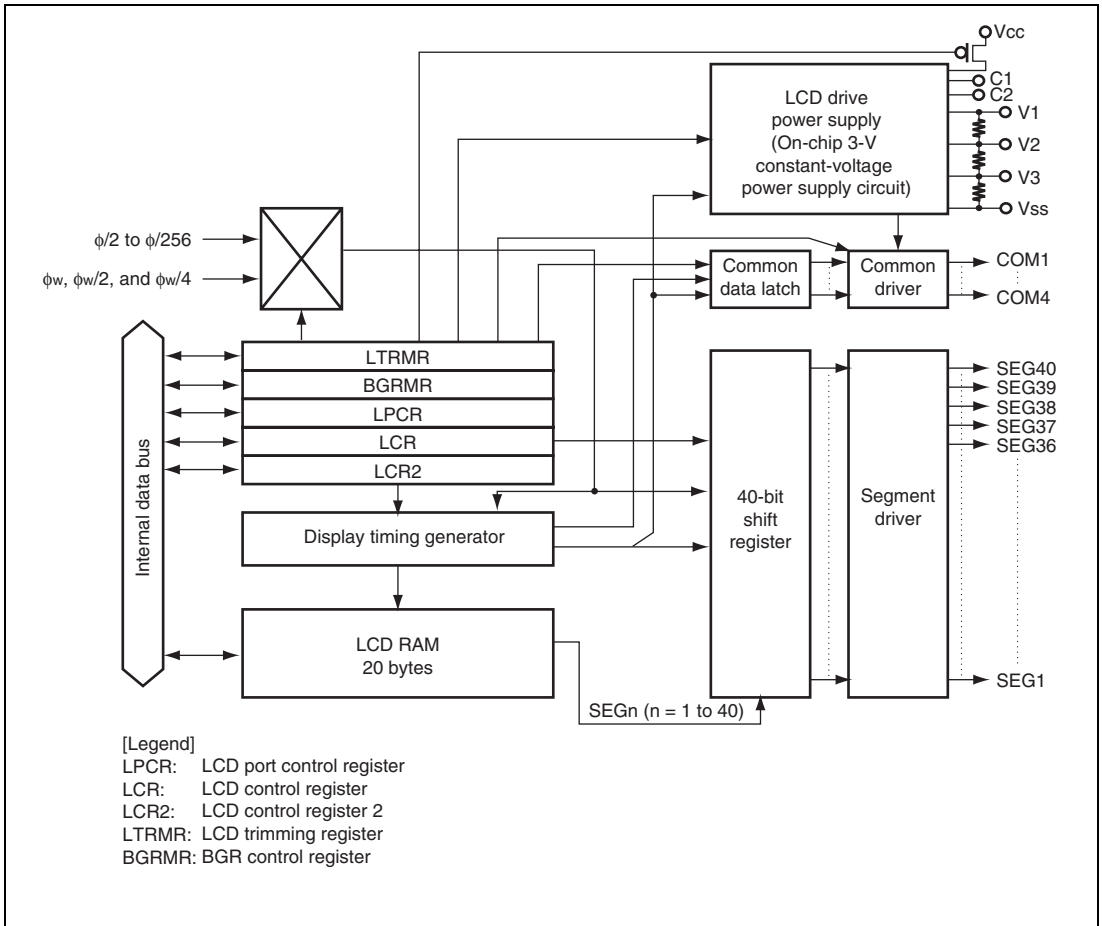 Vcc
C1
C2
V1
V2
V3
Vss
LCD drive
power supply
(On-chip 3-V
constant-voltage
power supply circuit)
ϕ/2 to ϕ/256
ϕw, ϕw/2, and ϕw/4
Common
data latch
Common
driver
COM1
COM4
Internal data bus
LTRMR
BGRMR
LPCR
LCR
LCR2
Display timing generator
LCD RAM
20 bytes
SEGn (n = 1 to 40)
40-bit
shift
register
Segment
driver
SEG40
SEG39
SEG38
SEG37
SEG36
SEG1
[Legend]
LPCR: LCD port control register
LCR: LCD control register
LCR2: LCD control register 2
LTRMR: LCD trimming register
BGRMR: BGR control register